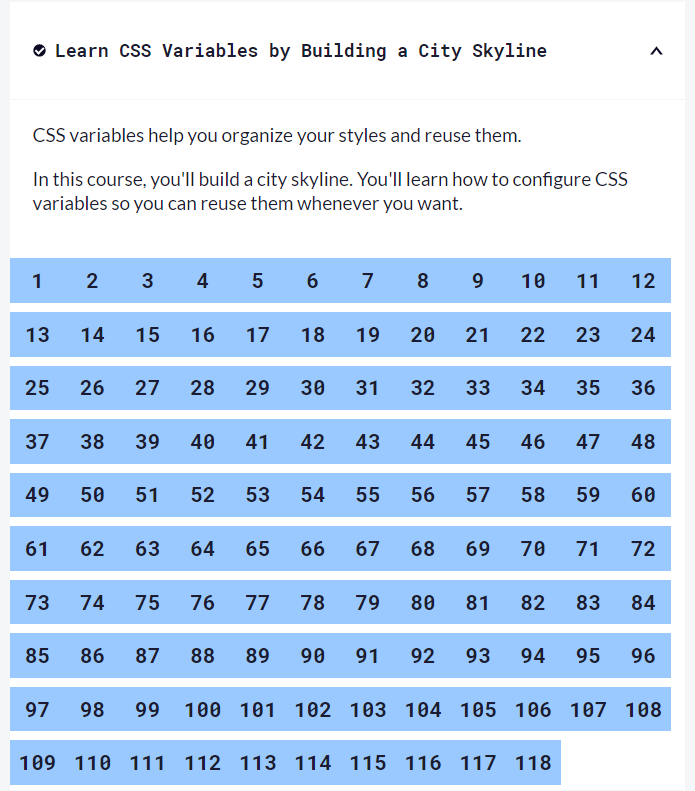 Learn CSS Variables by Building a City Skyline
CSS variables help you organize your styles and reuse them.
In this course, you'll build a city skyline. You'll learn how to configure CSS
variables so you can reuse them whenever you want.
1 2 3 4 5 6 7 8 9 10 11 12
13 14 15 16 17 18 19 20 21 22 23 24
25 26 27 28 29 30 31 32 33 34 35 36
37 38 39 40 41 42 43 44 45 46 47 48
49 50 51 52 53 54 55 56 57 58 59 60
61 62 63 64 65 66 67 68 69 70 71 72
73 74 75 76 77 78 79 80 81 82 83 84
85 86 87 88 89 90 91 92 93 94 95 96
97 98 99 100 101 102 103 104 105 106 107 108
109 110 111 112 113 114 115 116 117 118